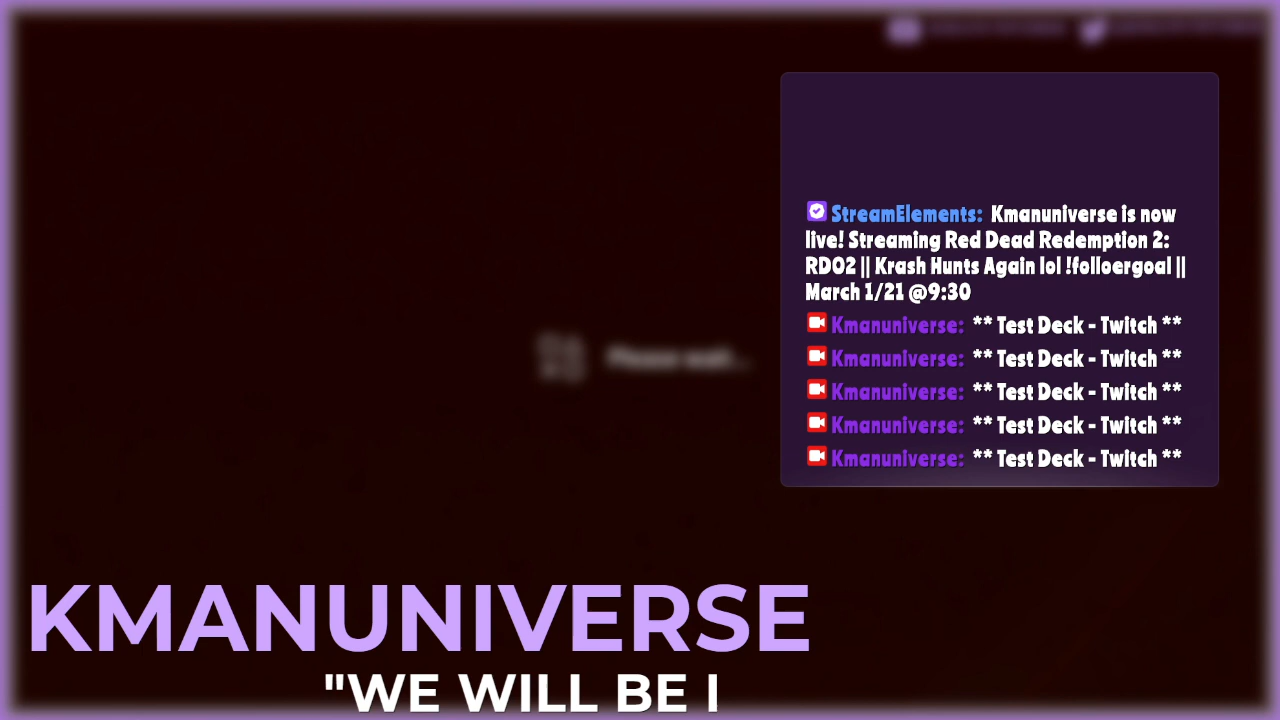 StreamElements: Kmanuniverse is now
live! Streaming Red Dead Redemption 2:
RDO2 || Krash Hunts Again lol !folloergoal ||
March 1/21 @9:30
Kmanuniverse: ** Test Deck - Twitch **
Kmanuniverse: ** Test Deck - Twitch **
Kmanuniverse: ** Test Deck - Twitch **
Kmanuniverse: ** Test Deck - Twitch **
Kmanuniverse: ** Test Deck - Twitch **
Please wait...
KMANUNIVERSE
"WE WILL BE